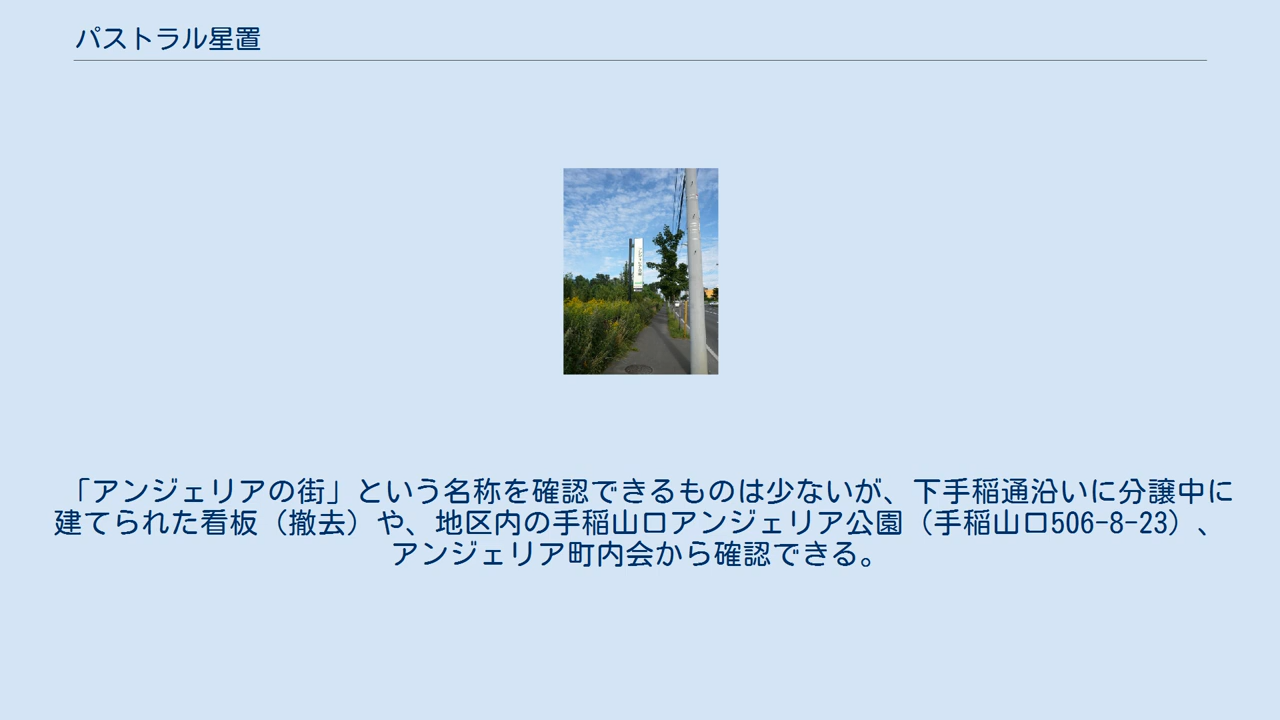 パストラル星置
「アンジェリアの街」という名称を確認できるものは少ないが、下手稲通沿いに分譲中に
建てられた看板（撤去）や、地区内の手稲山口アンジェリア公園（手稲山口506-8-23）、
アンジェリア町内会から確認できる。